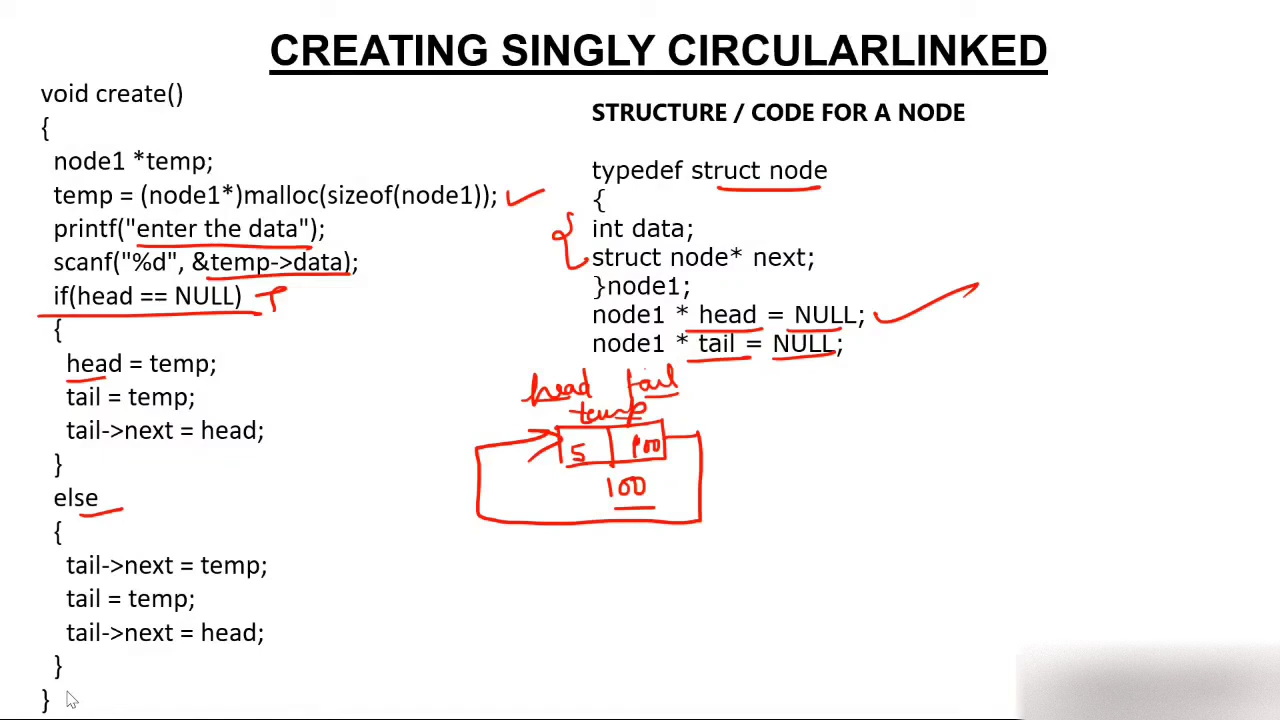 CREATING SINGLY CIRCULARLINKED
void create()
{
node1 *temp;
temp = (node1*)malloc(sizeof(node1));
printf("enter the data");
scanf("%d", &temp->data);
if(head == NULL) T
{
head = temp;
tail = temp;
tail->next = head;
}
else
{
tail->next = temp;
tail = temp;
tail->next = head;
}
}
STRUCTURE / CODE FOR A NODE
typedef struct node
{
int data;
struct node* next;
}node1;
node1 * head = NULL;
node1 * tail = NULL;
head tail
temp
5 100
100